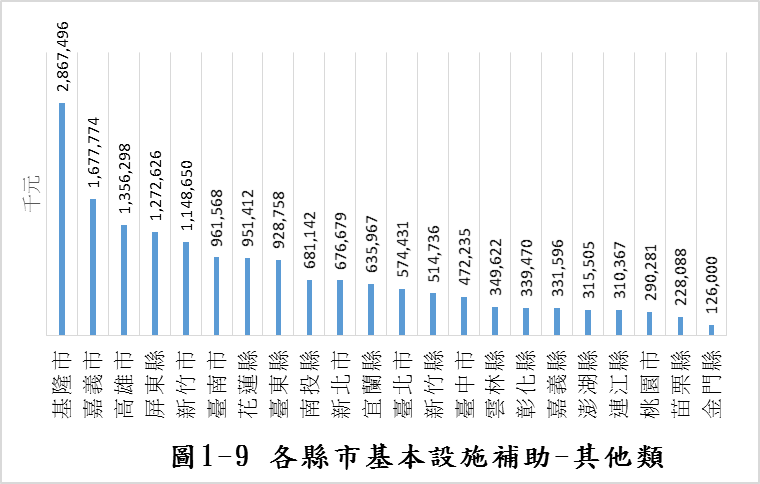 千元
2,867,496
1,677,774
1,356,298
1,272,626
1,148,650
961,568
951,412
928,758
681,142
676,679
635,967
574,431
514,736
472,235
349,622
339,470
331,596
315,505
310,367
290,281
228,088
126,000
基隆市
嘉義市
高雄市
屏東縣
新竹市
臺南市
花蓮縣
臺東縣
南投縣
新北市
宜蘭縣
臺北市
新竹縣
臺中市
雲林縣
彰化縣
嘉義縣
澎湖縣
連江縣
桃園市
苗栗縣
金門縣
圖1-9 各縣市基本設施補助-其他類